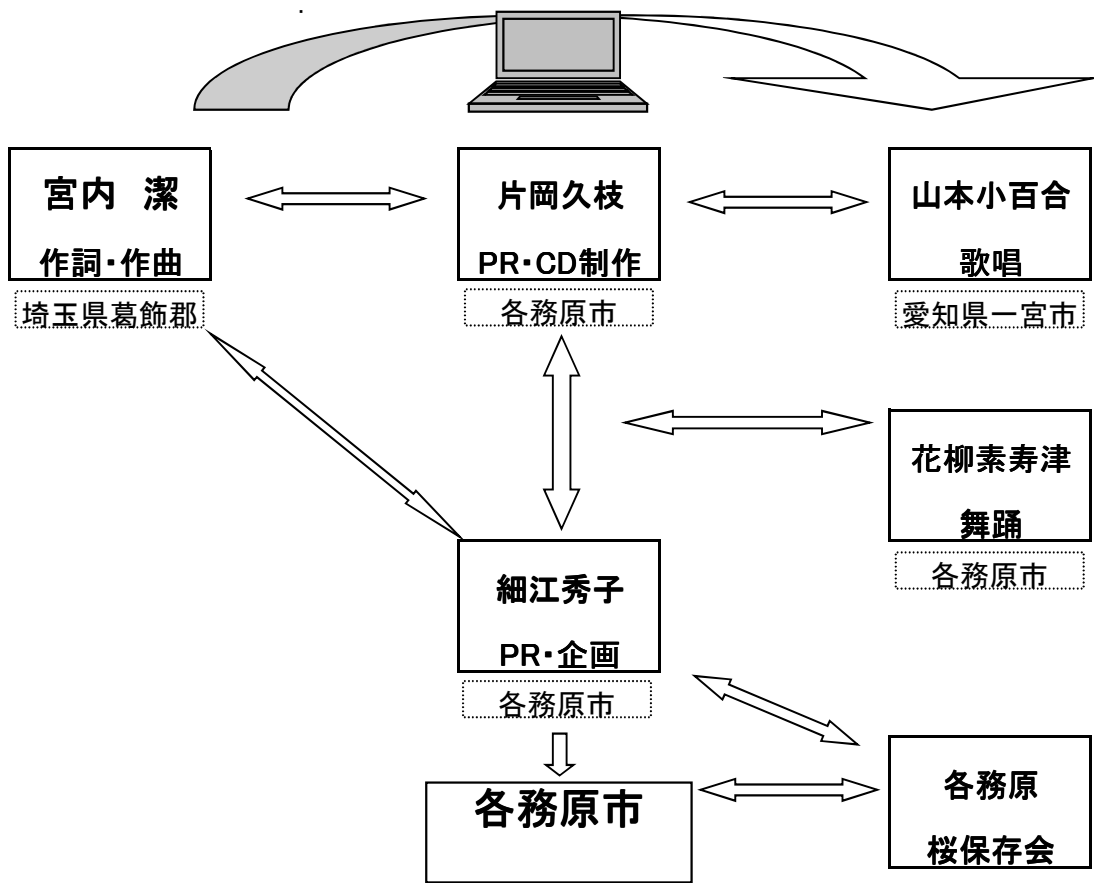 宮内　潔
作詞・作曲
埼玉県葛飾郡
片岡久枝
PR・CD制作
各務原市
山本小百合
歌唱
愛知県一宮市
花柳素寿津
舞踊
各務原市
細江秀子
PR・企画
各務原市
各務原市
各務原
桜保存会